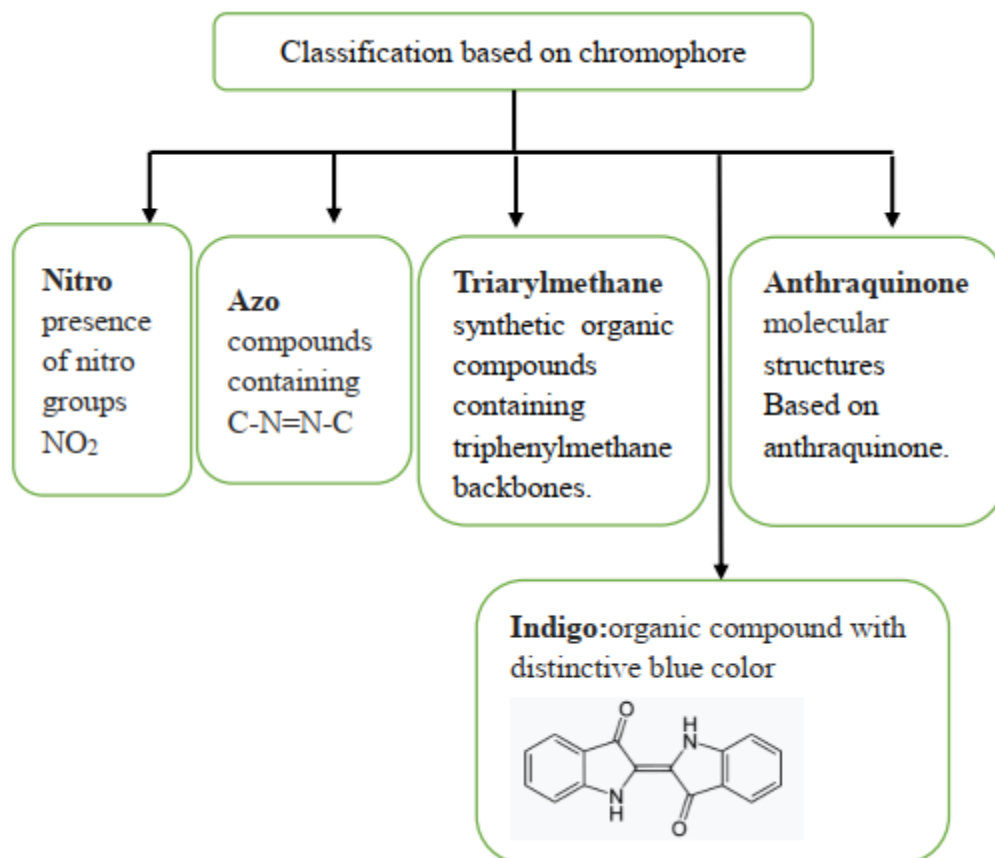 Classification based on chromophore
Nitro
presence
of nitro
groups
NO₂
Azo
compounds
containing
C-N=N-C
Triarylmethane
synthetic organic
compounds
containing
triphenylmethane
backbones.
Anthraquinone
molecular
structures
Based on
anthraquinone.
Indigo:organic compound with
distinctive blue color
O
H
N
N
H
O